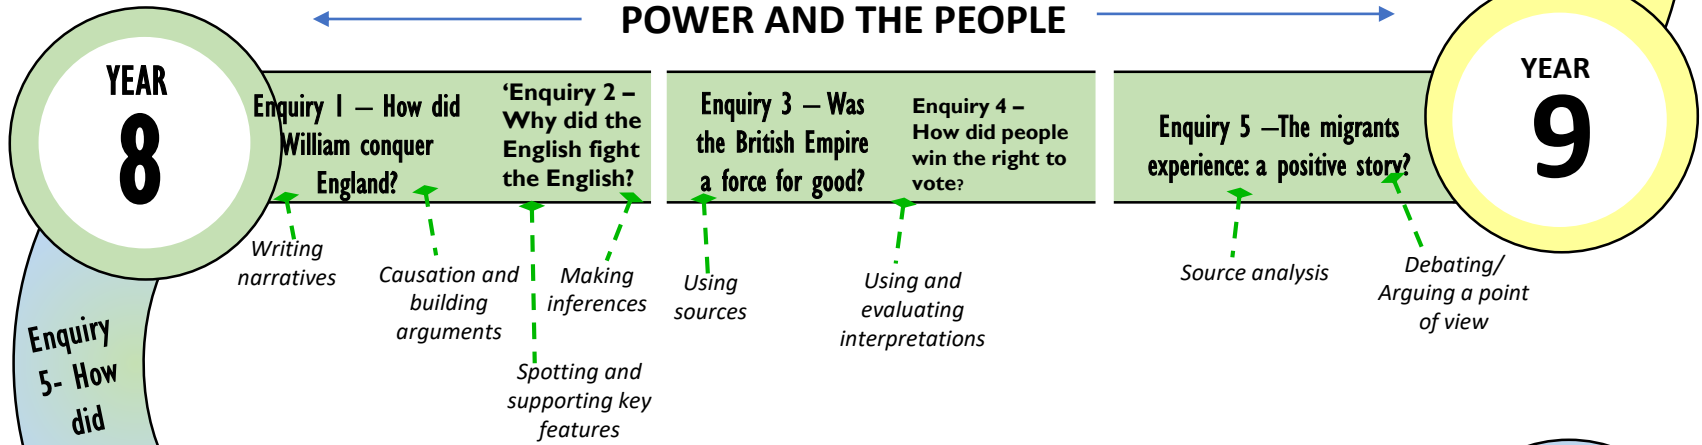 POWER AND THE PEOPLE
YEAR
8
Enquiry 1 – How did
William conquer
England?
‘Enquiry 2 –
Why did the
English fight
the English?
Enquiry 3 – Was
the British Empire
a force for good?
Enquiry 4 –
How did people
win the right to
vote?
Enquiry 5 –The migrants
experience: a positive story?
YEAR
9
Writing
narratives
Causation and
building
arguments
Spotting and
supporting key
features
Making
inferences
Using
sources
Using and
evaluating
interpretations
Source analysis
Debating/
Arguing a point
of view
Enquiry
5- How
did